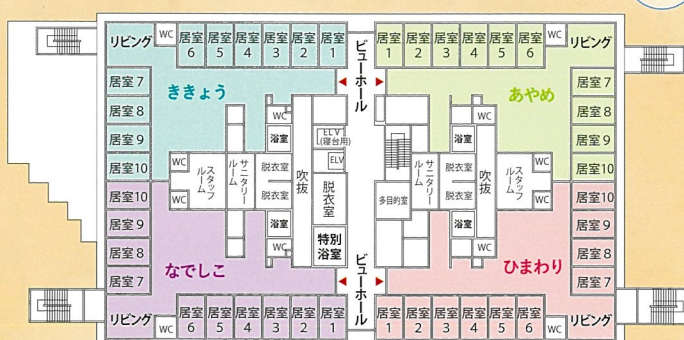 リビング
WC
居室6
居室5
居室4
居室3
居室2
居室1
ビューホール
居室1
居室2
居室3
居室4
居室5
居室6
WC
リビング
居室7
居室8
居室9
居室10
ききょう
あやめ
居室7
居室8
居室9
居室10
WC
浴室
ELV
(寝台用)
ELV
WC
浴室
WC
WC
スタッフルーム
サニタリールーム
脱衣室
脱衣室
吹抜
脱衣室
特別浴室
浴室
WC
多目的室
サニタリールーム
脱衣室
脱衣室
吹抜
スタッフルーム
WC
WC
浴室
WC
居室10
居室9
居室8
居室7
なでしこ
ひまわり
居室10
居室9
居室8
居室7
リビング
WC
居室6
居室5
居室4
居室3
居室2
居室1
ビューホール
居室1
居室2
居室3
居室4
居室5
居室6
WC
リビング